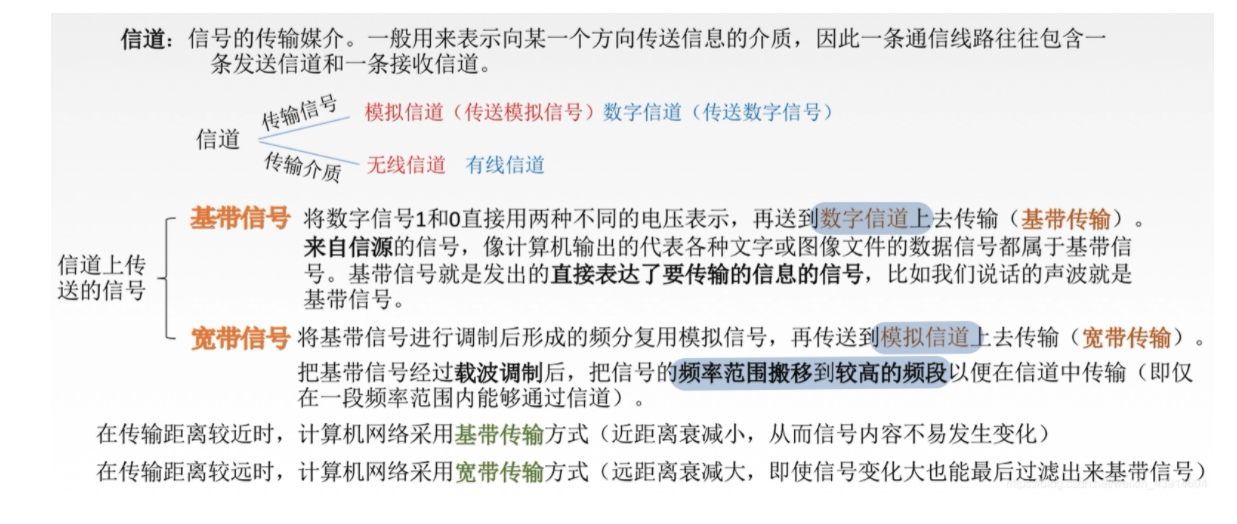 信道：信号的传输媒介。一般用来表示向某一个方向传送信息的介质，因此一条通信线路往往包含一
条发送信道和一条接收信道。
传输信号
模拟信道（传送模拟信号）数字信道（传送数字信号）
信道
传输介质
无线信道 有线信道
基带信号 将数字信号1和0直接用两种不同的电压表示，再送到数字信道上去传输（基带传输）。
来自信源的信号，像计算机输出的代表各种文字或图像文件的数据信号都属于基带信
号。基带信号就是发出的直接表达了要传输的信息的信号，比如我们说话的声波就是
基带信号。
信道上传
送的信号
宽带信号 将基带信号进行调制后形成的频分复用模拟信号，再传送到模拟信道上去传输（宽带传输）。
把基带信号经过载波调制后，把信号的频率范围搬移到较高的频段以便在信道中传输（即仅
在一段频率范围内能够通过信道）。
在传输距离较近时，计算机网络采用基带传输方式（近距离衰减小，从而信号内容不易发生变化）
在传输距离较远时，计算机网络采用宽带传输方式（远距离衰减大，即使信号变化大也能最后过滤出来基带信号）